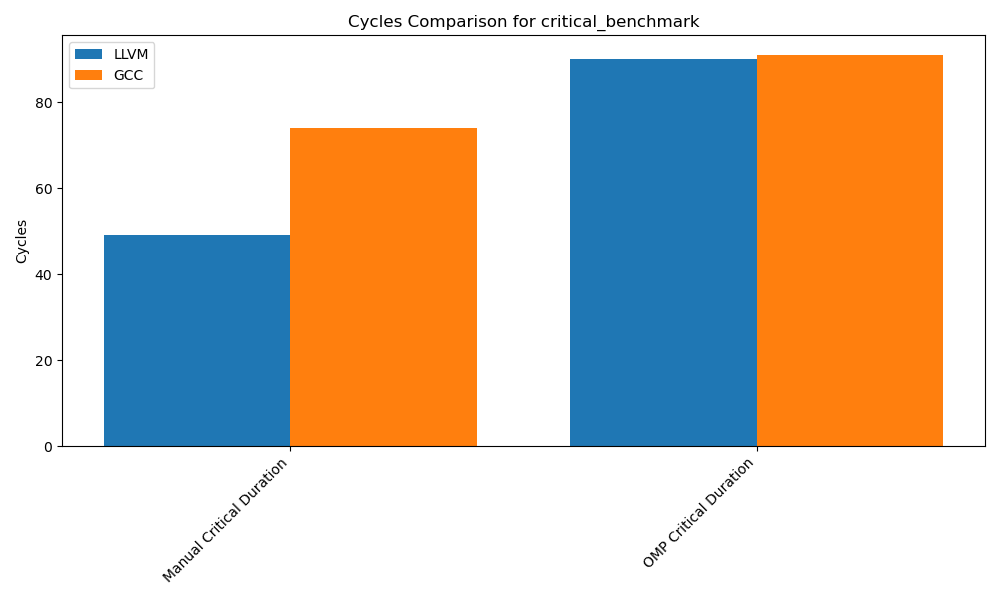 Cycles Comparison for critical_benchmark
LLVM
GCC
Cycles
80
60
40
20
0
Manual Critical Duration
OMP Critical Duration